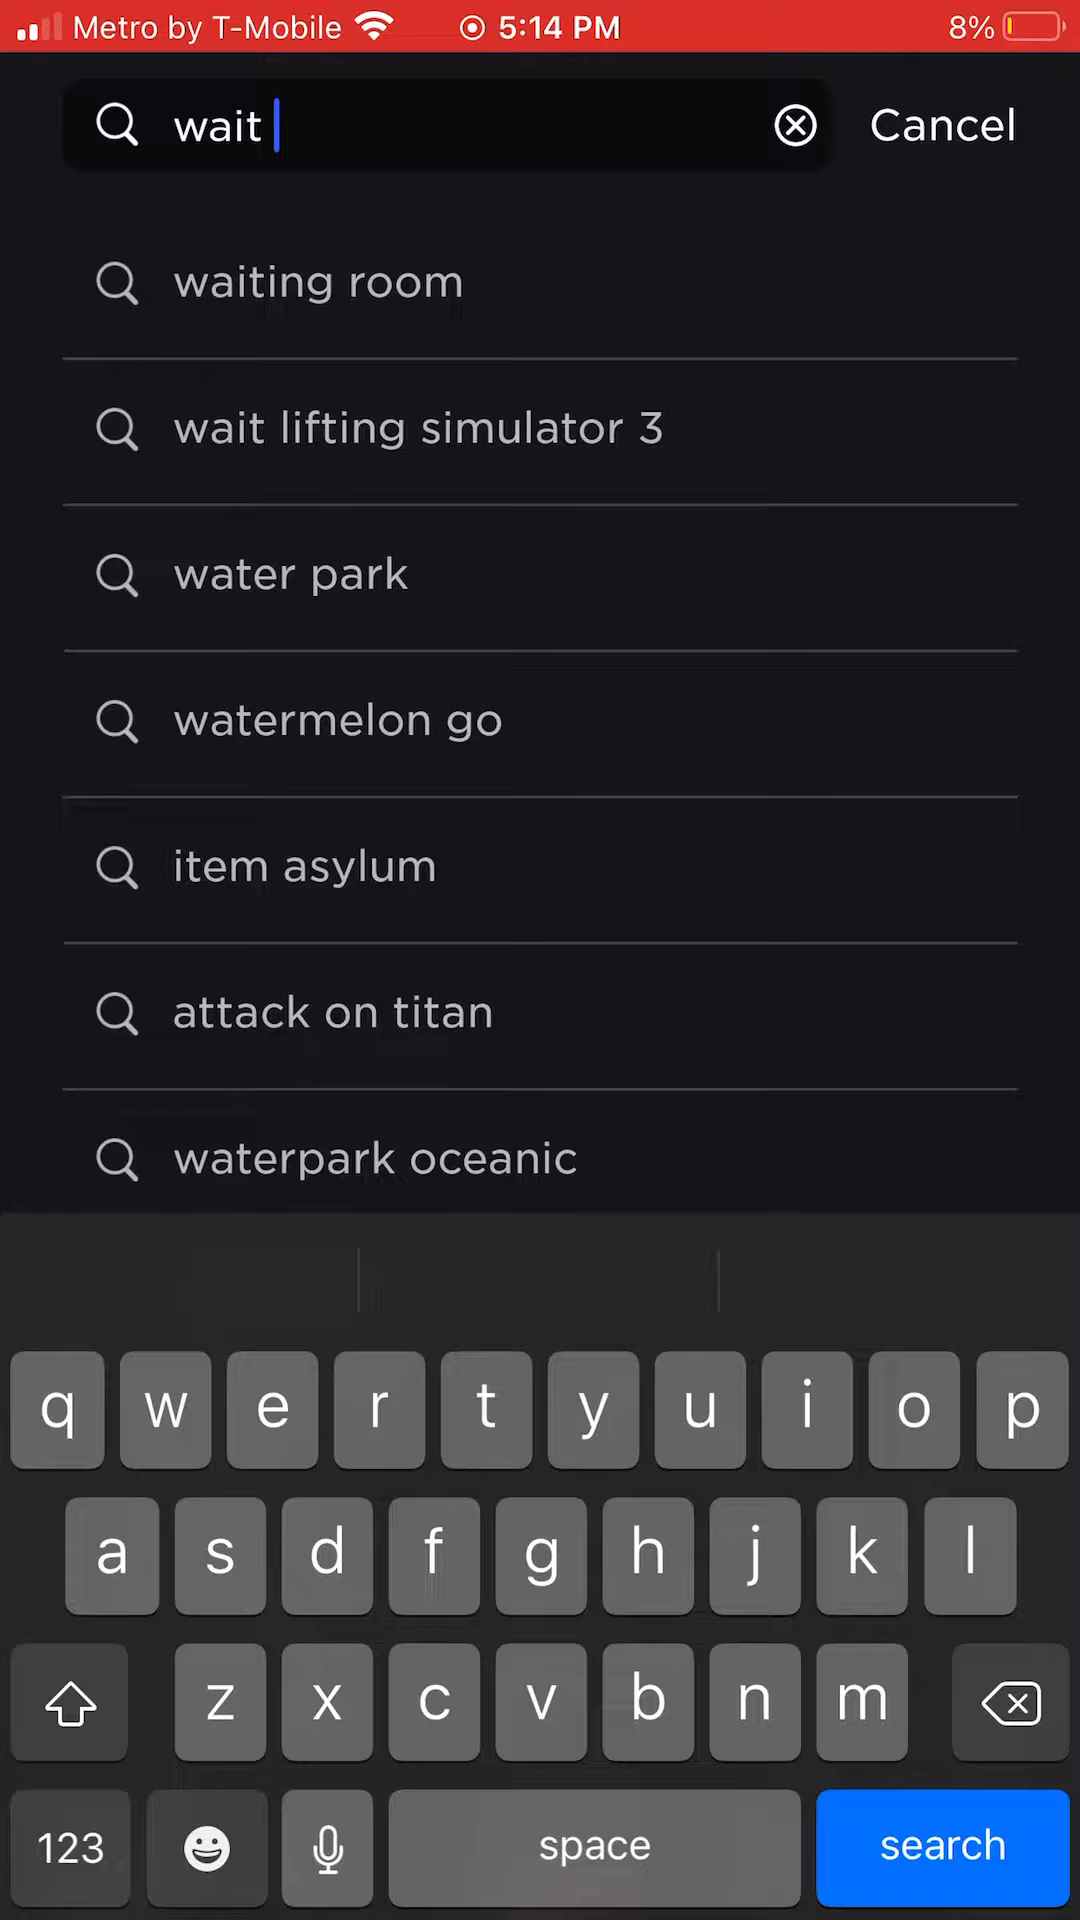 Metro by T-Mobile 5:14 PM 8%
wait Cancel
waiting room
wait lifting simulator 3
water park
watermelon go
item asylum
attack on titan
waterpark oceanic
q w e r t y u i o p
a s d f g h j k l
z x c v b n m
123 space search